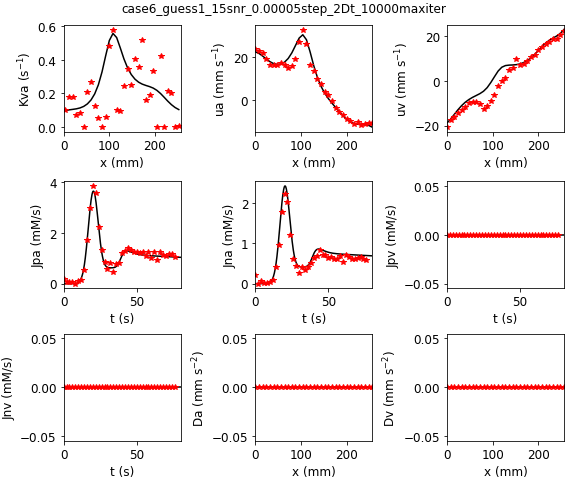 case6_guess1_15snr_0.00005step_2Dt_10000maxiter
Kva (s⁻¹)
0.6
0.4
0.2
0.0
0 100 200
x (mm)
ua (mm s⁻¹)
20
0
0 100 200
x (mm)
uv (mm s⁻¹)
20
0
−20
0 100 200
x (mm)
Jpa (mM/s)
4
2
0
0 50
t (s)
Jna (mM/s)
2
1
0
0 50
t (s)
Jpv (mM/s)
0.05
0.00
−0.05
0 50
t (s)
Jnv (mM/s)
0.05
0.00
−0.05
0 50
t (s)
Da (mm s⁻²)
0.05
0.00
−0.05
0 100 200
x (mm)
Dv (mm s⁻²)
0.05
0.00
−0.05
0 100 200
x (mm)